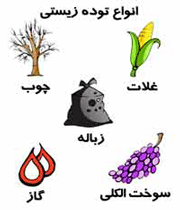 انواع توده زیستی
غلات
چوب
زباله
سوخت الکلی
گاز